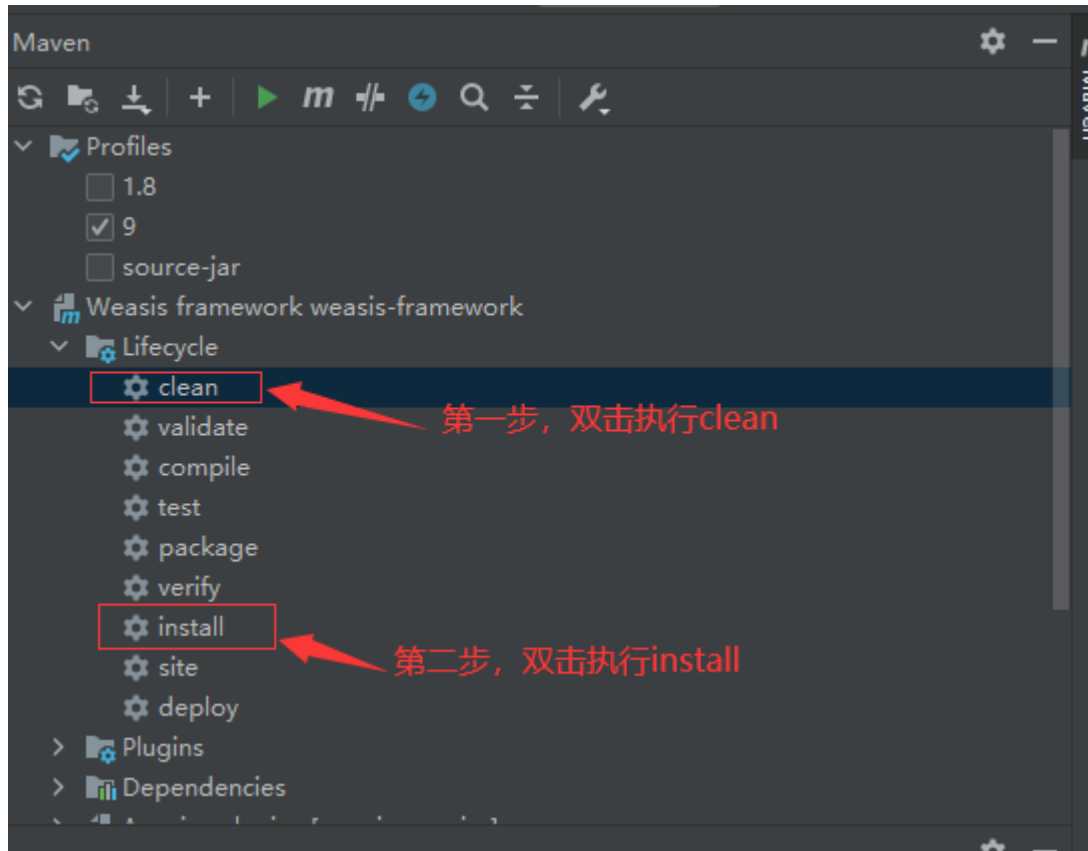 Maven
m
Profiles
1.8
9
source-jar
Weasis framework weasis-framework
Lifecycle
clean
第一步，双击执行clean
validate
compile
test
package
verify
install
第二步，双击执行install
site
deploy
Plugins
Dependencies